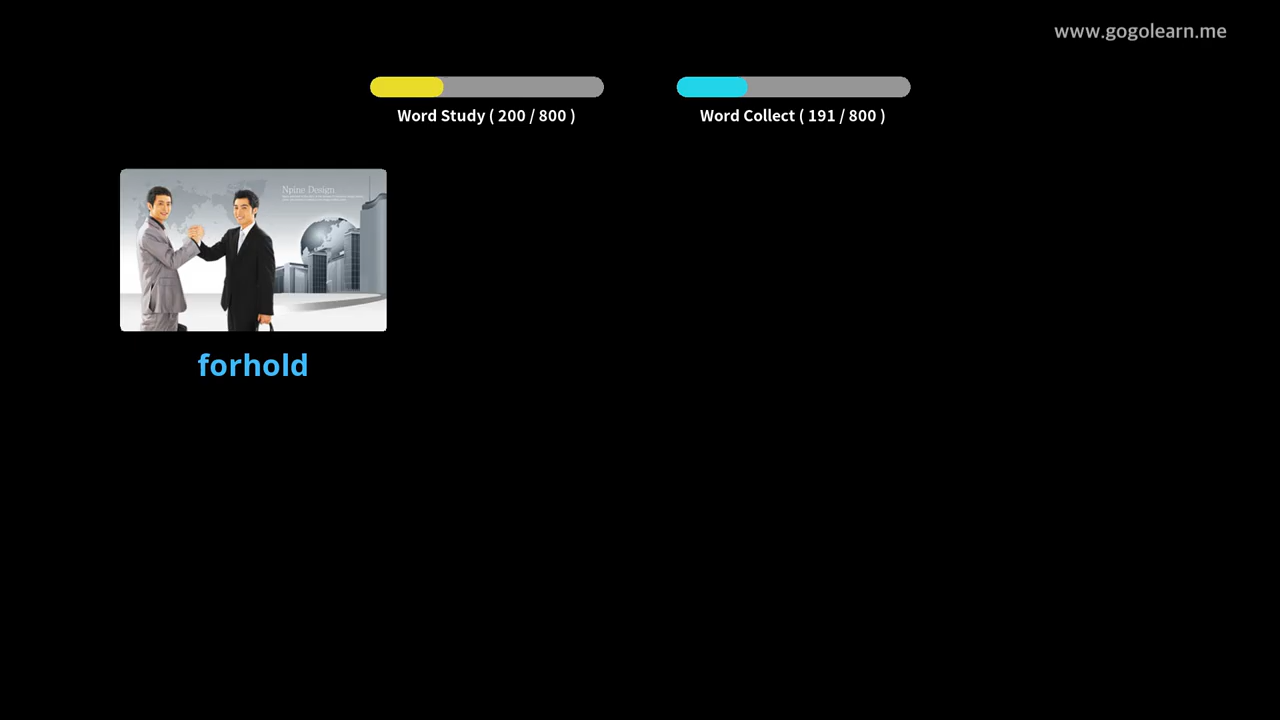 www.gogolearn.me
Word Study ( 200 / 800 )
Word Collect ( 191 / 800 )
Npine Design
forhold